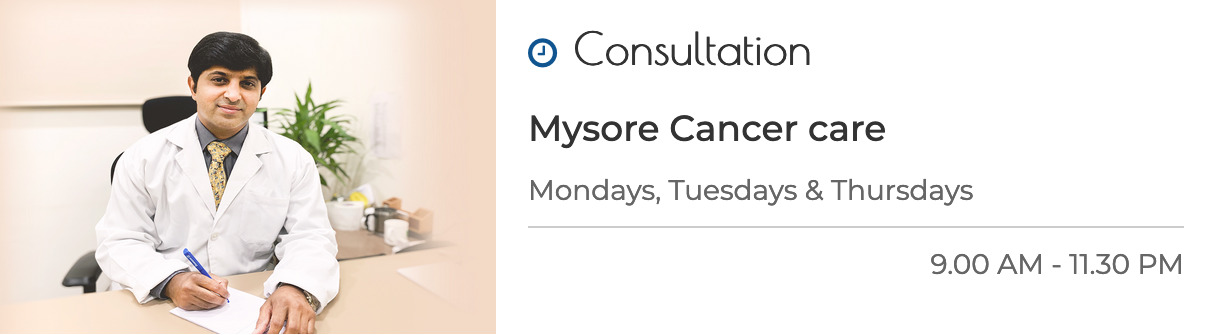 Consultation
Mysore Cancer care
Mondays, Tuesdays & Thursdays
9.00 AM - 11.30 PM